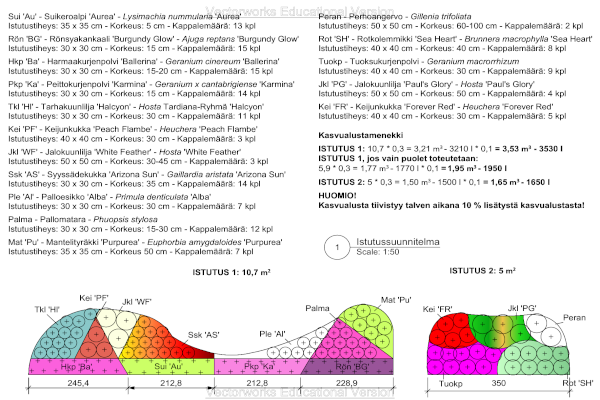 Vectorworks Educational Version
Sui 'Au' - Suikeroalpi 'Aurea' - Lysimachia nummularia 'Aurea'
Istutustiheys: 35 x 35 cm - Korkeus: 5 cm - Kappalemäärä: 13 kpl
Rön 'BG' - Rönsyakankaali 'Burgundy Glow' - Ajuga reptans 'Burgundy Glow'
Istutustiheys: 30 x 30 cm - Korkeus: 15 cm - Kappalemäärä: 15 kpl
Hkp 'Ba' - Harmaakurjenpolvi 'Ballerina' - Geranium cinereum 'Ballerina'
Istutustiheys: 30 x 30 cm - Korkeus: 15-20 cm - Kappalemäärä: 15 kpl
Pkp 'Ka' - Peittokurjenpolvi 'Karmina' - Geranium x cantabrigiense 'Karmina'
Istutustiheys: 30 x 30 cm - Korkeus: 15 cm - Kappalemäärä: 14 kpl
Tkl 'Hl' - Tarhakuunlilja 'Halcyon' - Hosta Tardiana-Ryhmä 'Halcyon'
Istutustiheys: 30 x 30 cm - Korkeus: 30 cm - Kappalemäärä: 11 kpl
Kei 'PF' - Keijunkukka 'Peach Flambe' - Heuchera 'Peach Flambe'
Istutustiheys: 40 x 40 cm - Korkeus: 30 cm - Kappalemäärä: 3 kpl
Jkl 'WF' - Jalokuunlilja 'White Feather' - Hosta 'White Feather'
Istutustiheys: 50 x 50 cm - Korkeus: 30-45 cm - Kappalemäärä: 3 kpl
Ssk 'AS' - Syyssädekukka 'Arizona Sun' - Gaillardia aristata 'Arizona Sun'
Istutustiheys: 30 x 30 cm - Korkeus: 35 cm - Kappalemäärä: 14 kpl
Ple 'Al' - Palloesikko 'Alba' - Primula denticulata 'Alba'
Istutustiheys: 30 x 30 cm - Korkeus: 30 cm - Kappalemäärä: 7 kpl
Palma - Pallomatara - Phuopsis stylosa
Istutustiheys: 30 x 30 cm - Korkeus: 15-30 cm - Kappalemäärä: 12 kpl
Mat 'Pu' - Mantelityräkki 'Purpurea' - Euphorbia amygdaloides 'Purpurea'
Istutustiheys: 35 x 35 cm - Korkeus 50 cm - Kappalemäärä: 7 kpl
Peran - Perhoangervo - Gillenia trifoliata
Istutustiheys: 50 x 50 cm - Korkeus: 60-100 cm - Kappalemäärä: 2 kpl
Rot 'SH' - Rotkolemmikki 'Sea Heart' - Brunnera macrophylla 'Sea Heart'
Istutustiheys: 40 x 40 cm - Korkeus: 40 cm - Kappalemäärä: 8 kpl
Tuokp - Tuoksukurjenpolvi - Geranium macrorrhizum
Istutustiheys: 40 x 40 cm - Korkeus: 30 cm - Kappalemäärä: 9 kpl
Jkl 'PG' - Jalokuunlilja 'Paul's Glory' - Hosta 'Paul's Glory'
Istutustiheys: 50 x 50 cm - Korkeus: 50 cm - Kappalemäärä: 4 kpl
Kei 'FR' - Keijunkukka 'Forever Red' - Heuchera 'Forever Red'
Istutustiheys: 40 x 40 cm - Korkeus: 30 cm - Kappalemäärä: 5 kpl
Kasvualustamenekki
ISTUTUS 1: 10,7 * 0,3 = 3,21 m³ - 3210 l * 0,1 = 3,53 m³ - 3530 l
ISTUTUS 1, jos vain puolet toteutetaan:
5,9 * 0,3 = 1,77 m³ - 1770 l * 0,1 = 1,95 m³ - 1950 l
ISTUTUS 2: 5 * 0,3 = 1,50 m³ - 1500 l * 0,1 = 1,65 m³ - 1650 l
HUOMIO!
Kasvualusta tiivistyy talven aikana 10 % lisätystä kasvualustasta!
1
Istutussuunnitelma
Scale: 1:50
ISTUTUS 1: 10,7 m²
ISTUTUS 2: 5 m²
Tkl 'Hl'
Kei 'PF'
Jkl 'WF'
Ssk 'AS'
Ple 'Al'
Palma
Mat 'Pu'
Hkp 'Ba'
Sui 'Au'
Pkp 'Ka'
Rön 'BG'
245,4
212,8
212,8
228,9
Kei 'FR'
Jkl 'PG'
Peran
Tuokp
350
Rot 'SH'
Vectorworks Educational Version